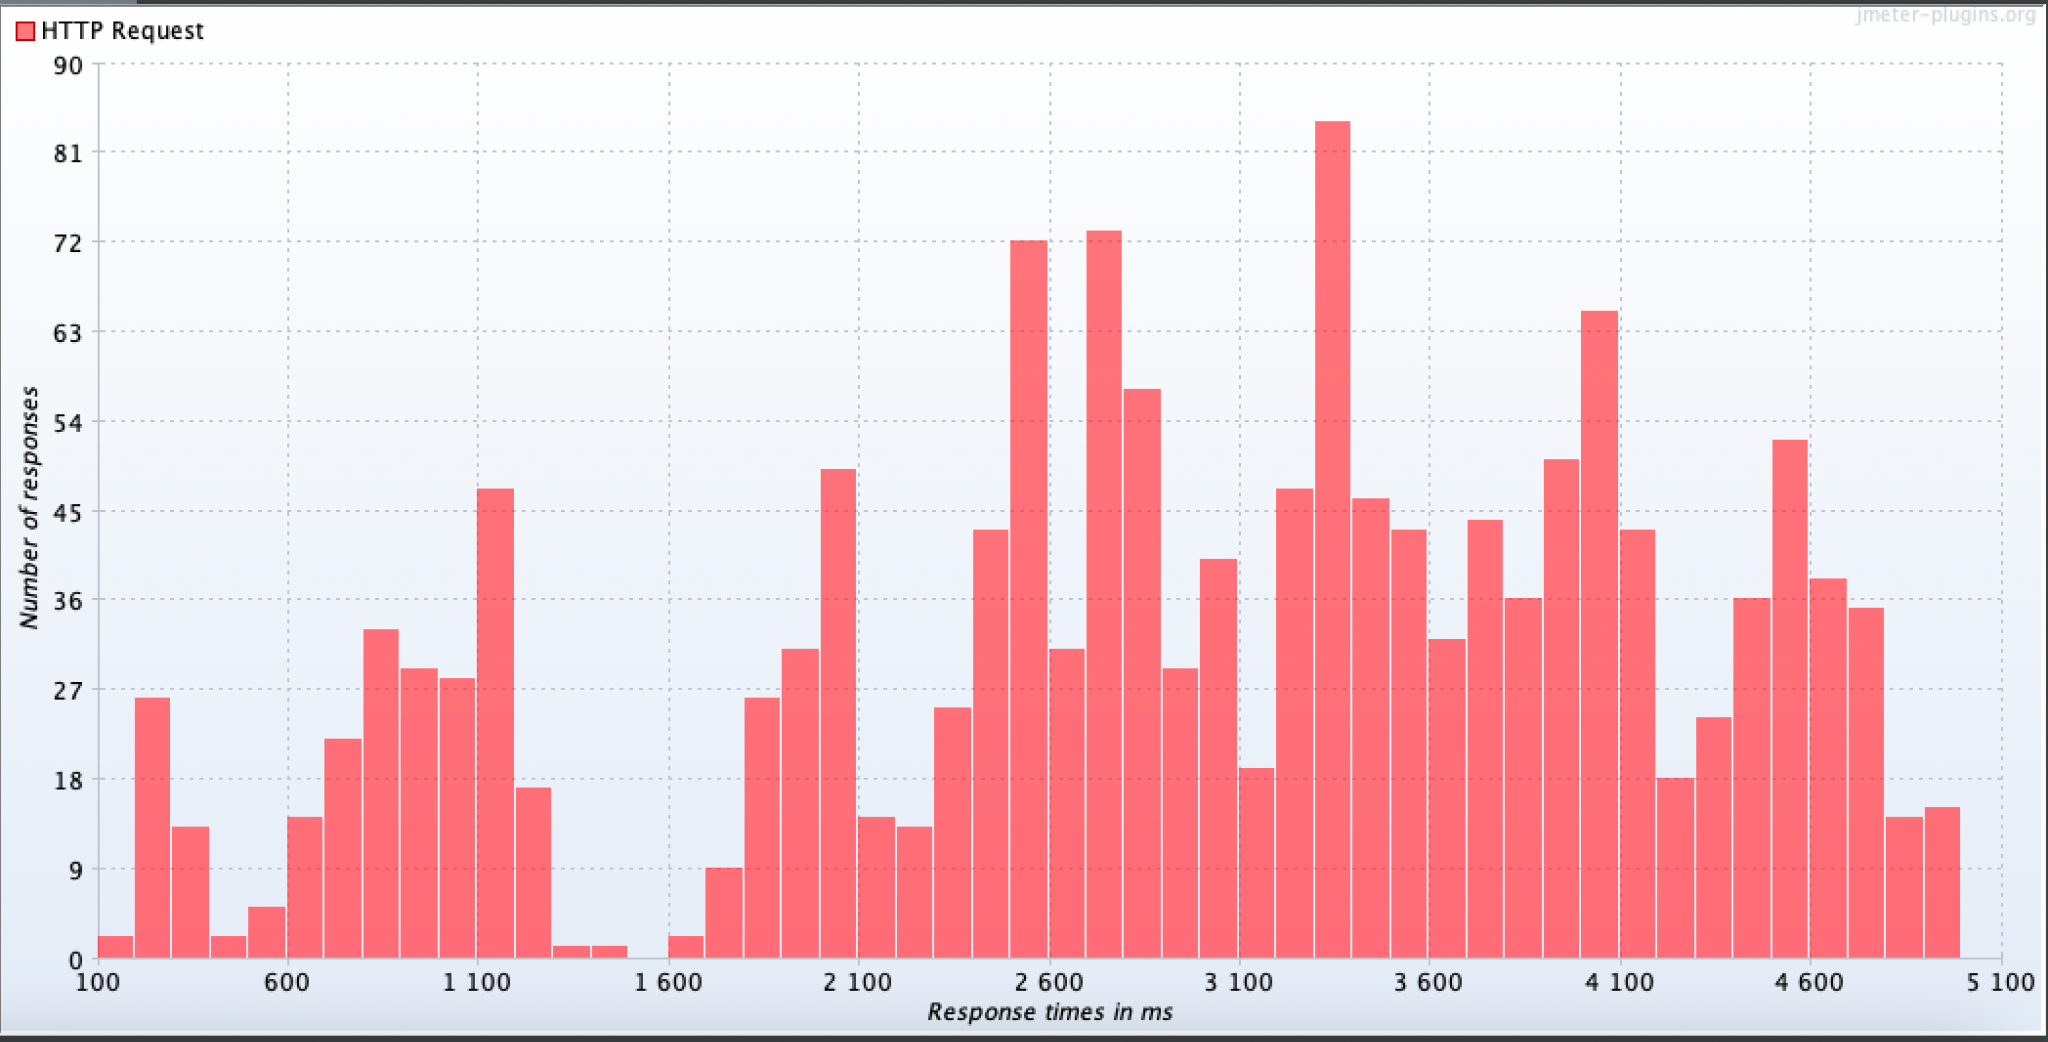 jmeter-plugins.org
HTTP Request
90
81
72
63
54
45
36
27
18
9
0
Number of responses
100 600 1 100 1 600 2 100 2 600 3 100 3 600 4 100 4 600 5 100
Response times in ms